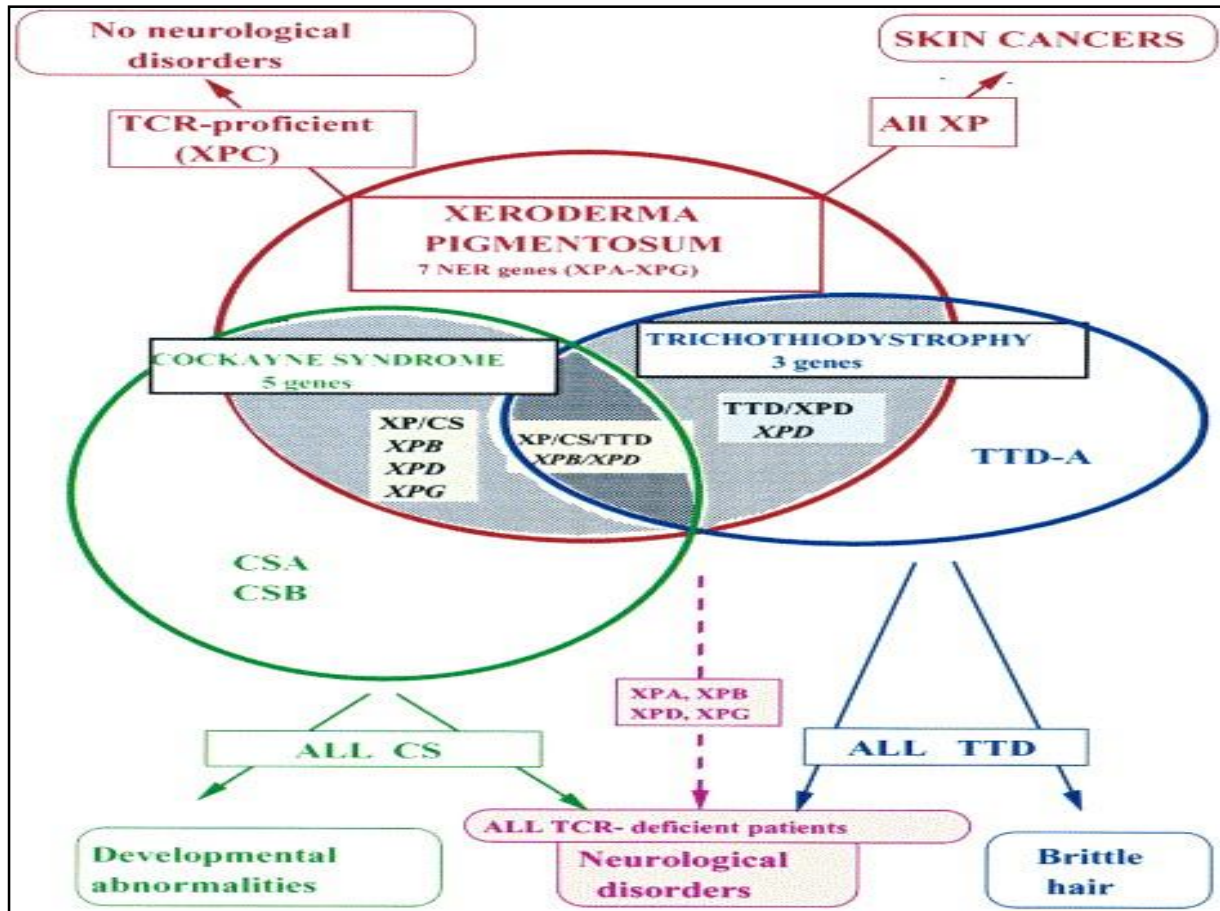 No neurological
disorders
SKIN CANCERS
TCR-proficient
(XPC)
All XP
XERODERMA
PIGMENTOSUM
7 NER genes (XPA-XPG)
COCKAYNE SYNDROME
5 genes
TRICHOTHIODYSTROPHY
3 genes
XP/CS
XPB
XPD
XPG
XP/CS/TTD
XPB/XPD
TTD/XPD
XPD
TTD-A
CSA
CSB
XPA, XPB
XPD, XPG
ALL CS
ALL TTD
ALL TCR- deficient patients
Developmental
abnormalities
Neurological
disorders
Brittle
hair